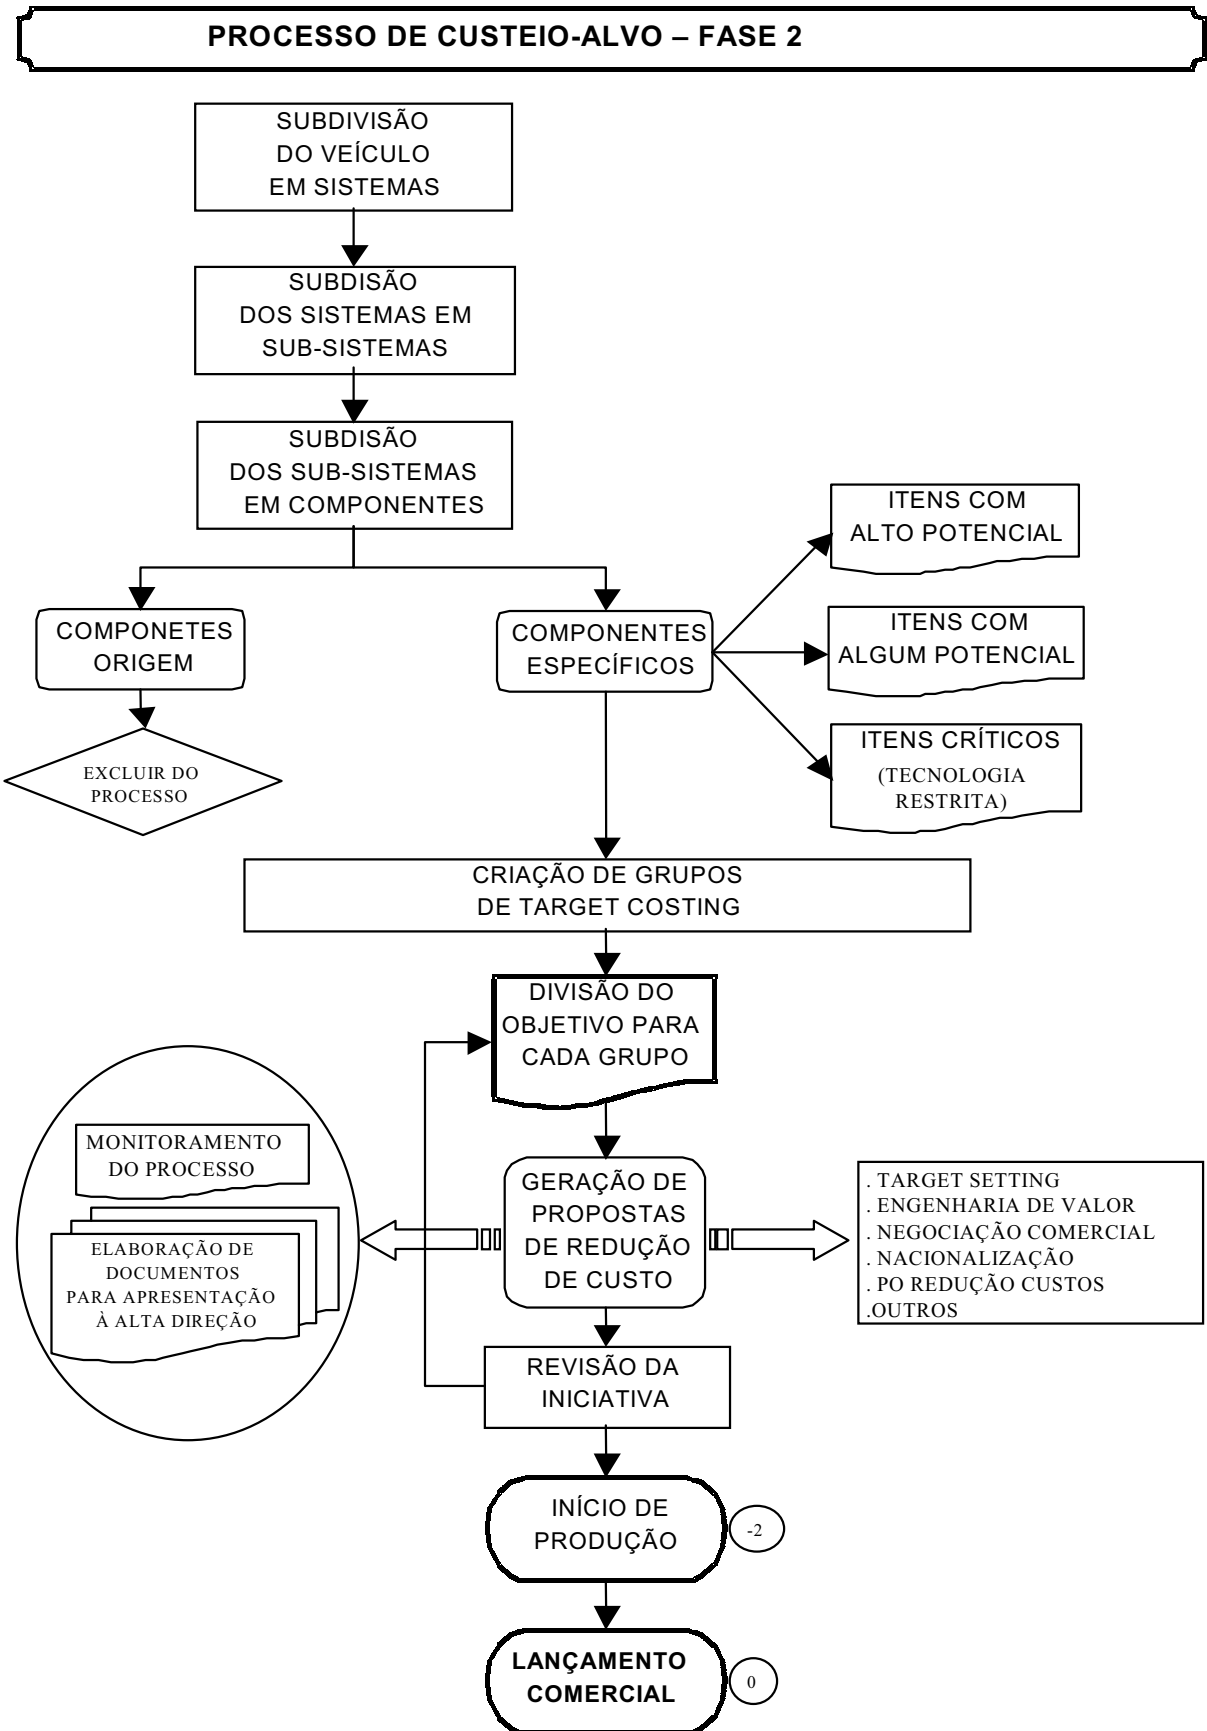 PROCESSO DE CUSTEIO-ALVO – FASE 2
SUBDIVISÃO
DO VEÍCULO
EM SISTEMAS
SUBDISÃO
DOS SISTEMAS EM
SUB-SISTEMAS
SUBDISÃO
DOS SUB-SISTEMAS
EM COMPONENTES
ITENS COM
ALTO POTENCIAL
COMPONETES
ORIGEM
COMPONENTES
ESPECÍFICOS
ITENS COM
ALGUM POTENCIAL
ITENS CRÍTICOS
(TECNOLOGIA
RESTRITA)
EXCLUIR DO
PROCESSO
CRIAÇÃO DE GRUPOS
DE TARGET COSTING
DIVISÃO DO
OBJETIVO PARA
CADA GRUPO
MONITORAMENTO
DO PROCESSO
ELABORAÇÃO DE
DOCUMENTOS
PARA APRESENTAÇÃO
À ALTA DIREÇÃO
GERAÇÃO DE
PROPOSTAS
DE REDUÇÃO
DE CUSTO
. TARGET SETTING
. ENGENHARIA DE VALOR
. NEGOCIAÇÃO COMERCIAL
. NACIONALIZAÇÃO
. PO REDUÇÃO CUSTOS
.OUTROS
REVISÃO DA
INICIATIVA
INÍCIO DE
PRODUÇÃO
-2
LANÇAMENTO
COMERCIAL
0